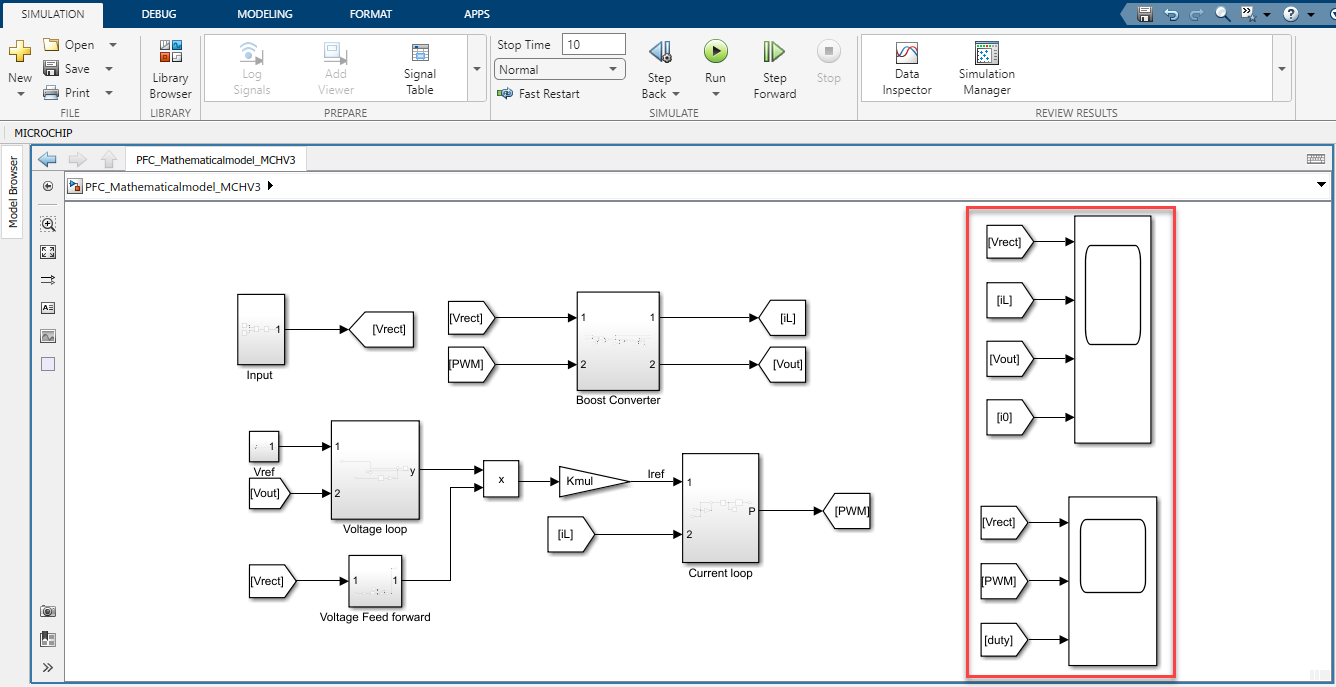 SIMULATION DEBUG MODELING FORMAT APPS
New
Open
Save
Print
FILE
Library
Browser
LIBRARY
Log
Signals
Add
Viewer
Signal
Table
PREPARE
Stop Time 10
Normal
Fast Restart
Step
Back
Run
Step
Forward
Stop
SIMULATE
Data
Inspector
Simulation
Manager
REVIEW RESULTS
MICROCHIP
Model Browser
PFC_Mathematicalmodel_MCHV3
PFC_Mathematicalmodel_MCHV3
1
Input
[Vrect]
[Vrect]
[PWM]
1 1
2 2
Boost Converter
[iL]
[Vout]
1
Vref
[Vout]
1
y
2
Voltage loop
x
Kmul
Iref
[iL]
1
P
2
Current loop
[PWM]
[Vrect]
1 1
Voltage Feed forward
[Vrect]
[iL]
[Vout]
[i0]
[Vrect]
[PWM]
[duty]